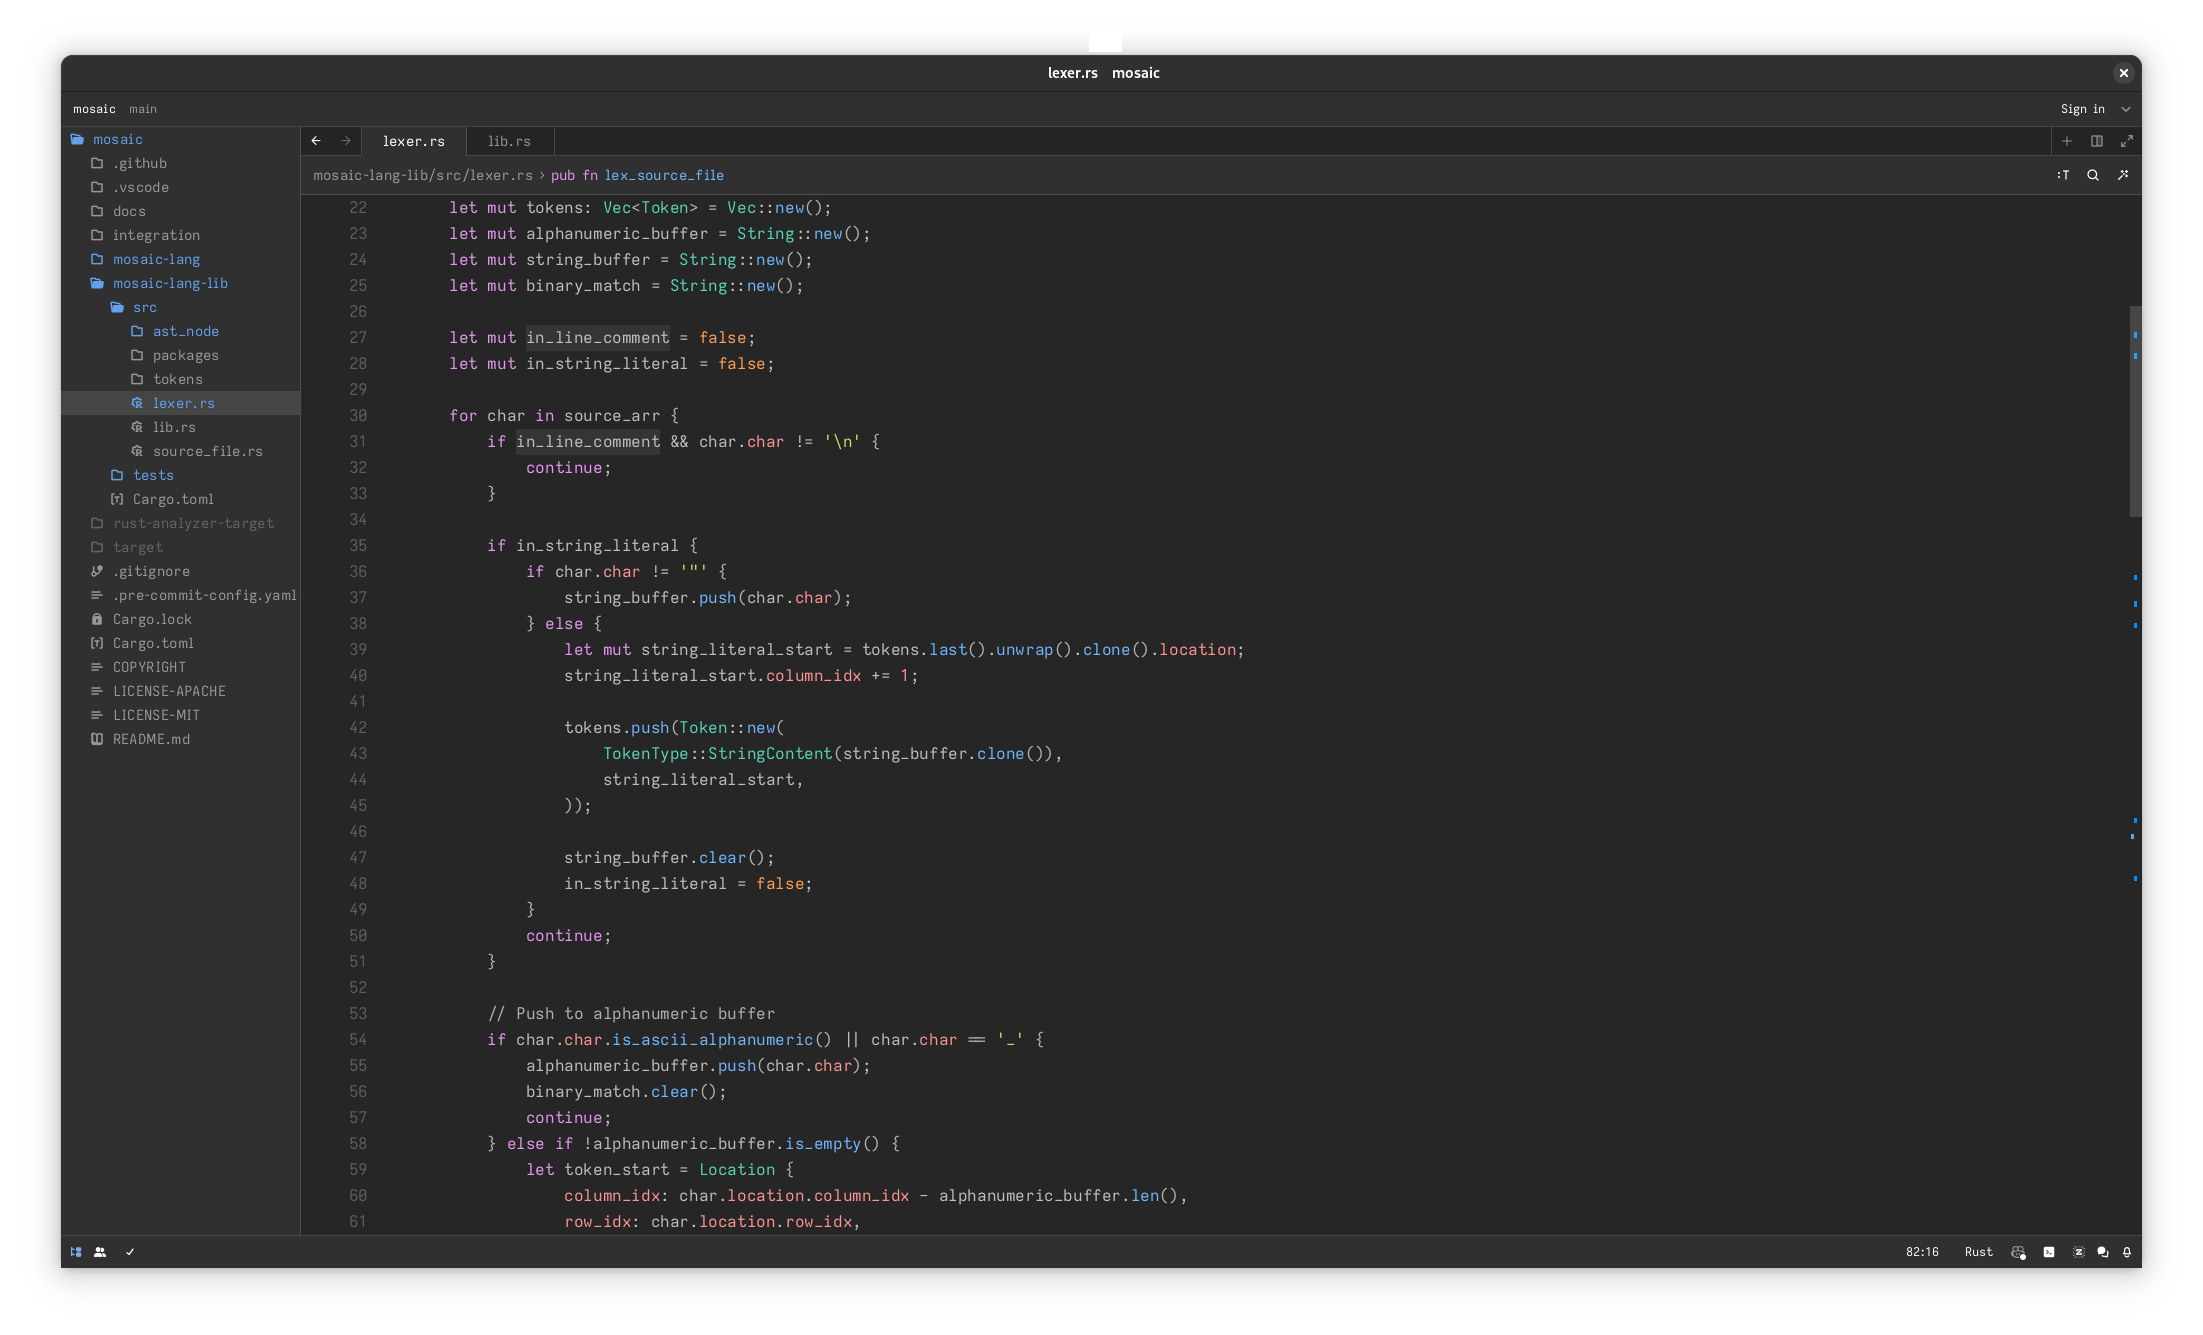 lexer.rs mosaic
mosaic main Sign in
mosaic
.github
.vscode
docs
integration
mosaic-lang
mosaic-lang-lib
src
ast_node
packages
tokens
lexer.rs
lib.rs
source_file.rs
tests
Cargo.toml
rust-analyzer-target
target
.gitignore
.pre-commit-config.yaml
Cargo.lock
Cargo.toml
COPYRIGHT
LICENSE-APACHE
LICENSE-MIT
README.md
lexer.rs lib.rs
mosaic-lang-lib/src/lexer.rs › pub fn lex_source_file :T
22 let mut tokens: Vec<Token> = Vec::new();
23 let mut alphanumeric_buffer = String::new();
24 let mut string_buffer = String::new();
25 let mut binary_match = String::new();
26
27 let mut in_line_comment = false;
28 let mut in_string_literal = false;
29
30 for char in source_arr {
31 if in_line_comment && char.char != '\n' {
32 continue;
33 }
34
35 if in_string_literal {
36 if char.char != '"' {
37 string_buffer.push(char.char);
38 } else {
39 let mut string_literal_start = tokens.last().unwrap().clone().location;
40 string_literal_start.column_idx += 1;
41
42 tokens.push(Token::new(
43 TokenType::StringContent(string_buffer.clone()),
44 string_literal_start,
45 ));
46
47 string_buffer.clear();
48 in_string_literal = false;
49 }
50 continue;
51 }
52
53 // Push to alphanumeric buffer
54 if char.char.is_ascii_alphanumeric() || char.char == '_' {
55 alphanumeric_buffer.push(char.char);
56 binary_match.clear();
57 continue;
58 } else if !alphanumeric_buffer.is_empty() {
59 let token_start = Location {
60 column_idx: char.location.column_idx - alphanumeric_buffer.len(),
61 row_idx: char.location.row_idx,
82:16 Rust